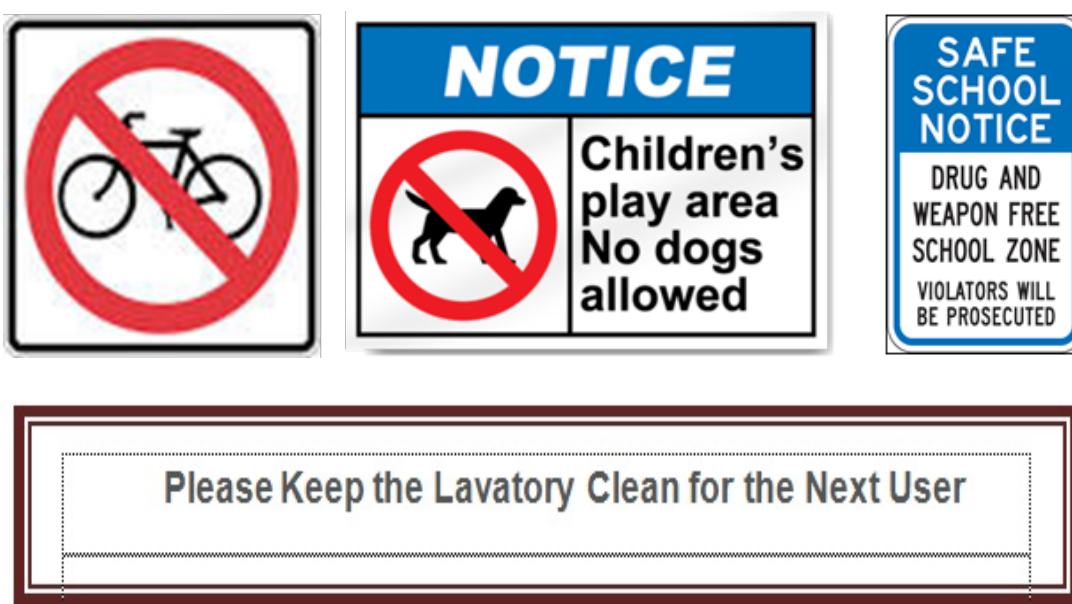 NOTICE
Children's
play area
No dogs
allowed
SAFE
SCHOOL
NOTICE
DRUG AND
WEAPON FREE
SCHOOL ZONE
VIOLATORS WILL
BE PROSECUTED
Please Keep the Lavatory Clean for the Next User